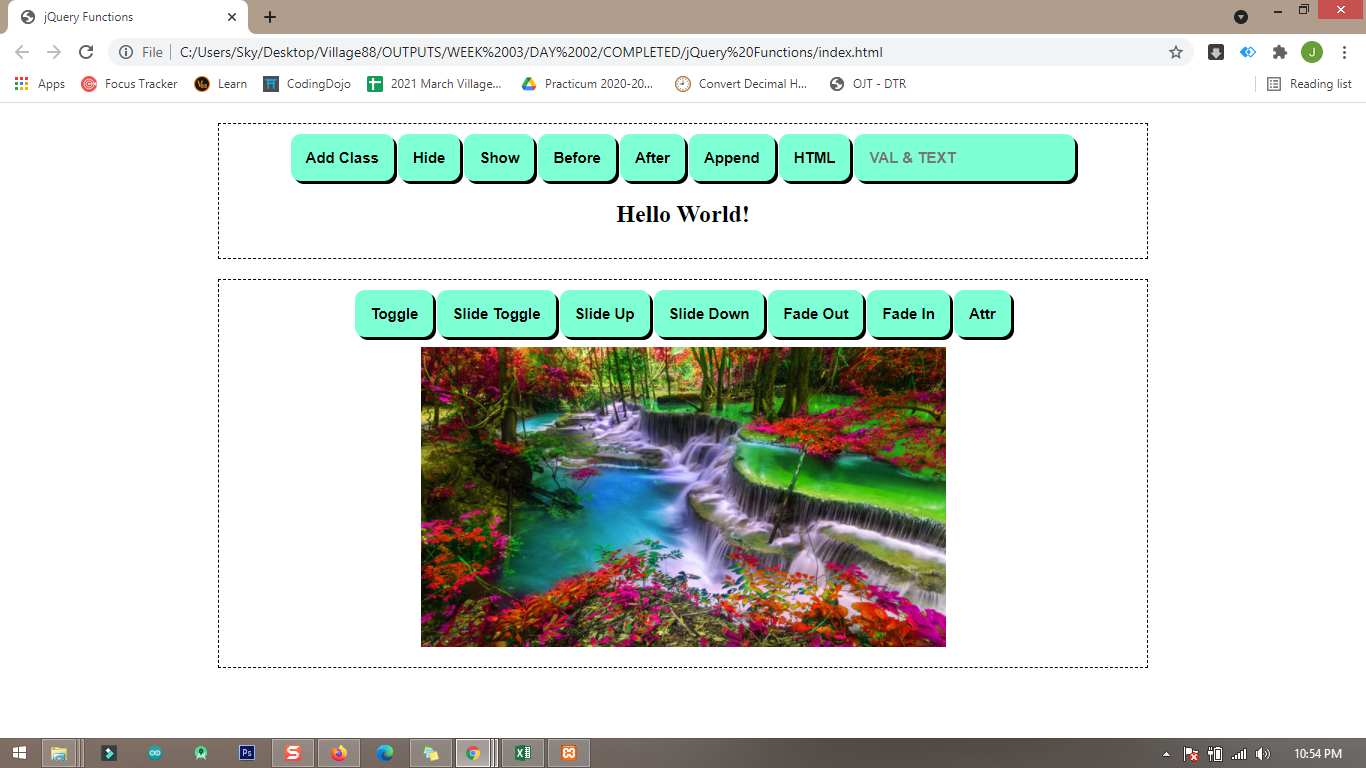 jQuery Functions
File
C:/Users/Sky/Desktop/Village88/OUTPUTS/WEEK%2003/DAY%2002/COMPLETED/jQuery%20Functions/index.html
J
Apps
Focus Tracker
Learn
CodingDojo
2021 March Village...
Practicum 2020-20...
Convert Decimal H...
OJT - DTR
Reading list
Add Class
Hide
Show
Before
After
Append
HTML
VAL & TEXT
Hello World!
Toggle
Slide Toggle
Slide Up
Slide Down
Fade Out
Fade In
Attr
Ps
S
10:54 PM